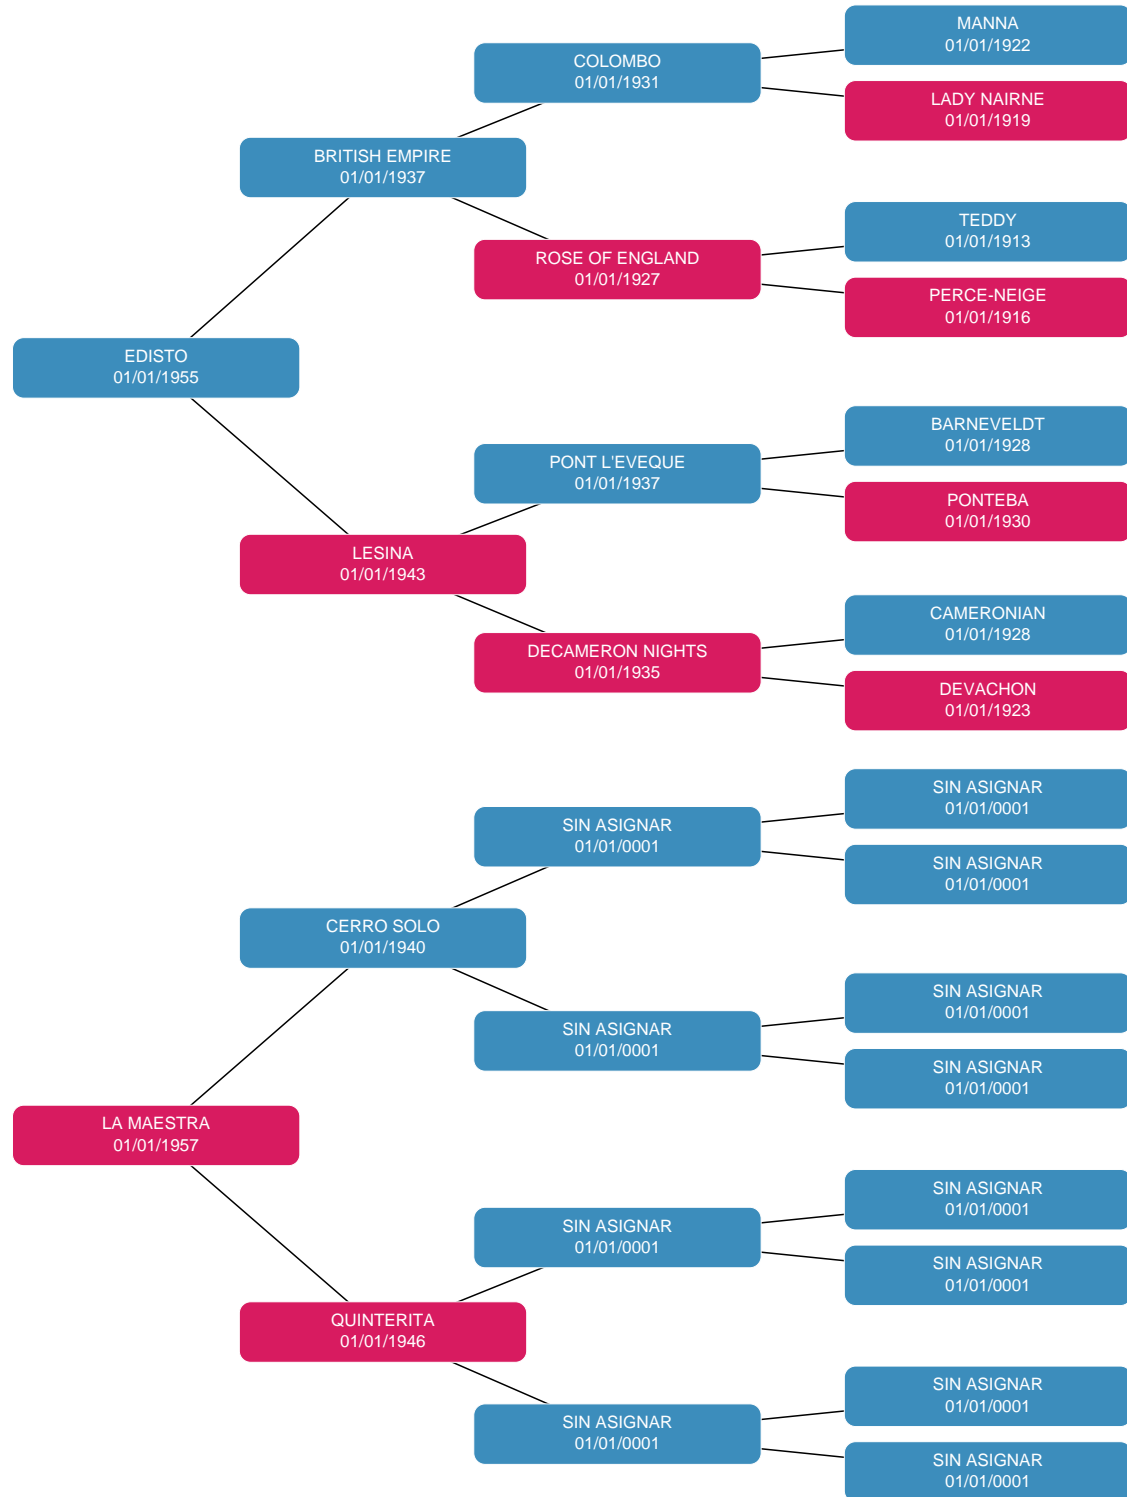 MANNA
01/01/1922
COLOMBO
01/01/1931
LADY NAIRNE
01/01/1919
BRITISH EMPIRE
01/01/1937
TEDDY
01/01/1913
ROSE OF ENGLAND
01/01/1927
PERCE-NEIGE
01/01/1916
EDISTO
01/01/1955
BARNEVELDT
01/01/1928
PONT L'EVEQUE
01/01/1937
PONTEBA
01/01/1930
LESINA
01/01/1943
CAMERONIAN
01/01/1928
DECAMERON NIGHTS
01/01/1935
DEVACHON
01/01/1923
SIN ASIGNAR
01/01/0001
SIN ASIGNAR
01/01/0001
SIN ASIGNAR
01/01/0001
CERRO SOLO
01/01/1940
SIN ASIGNAR
01/01/0001
SIN ASIGNAR
01/01/0001
SIN ASIGNAR
01/01/0001
LA MAESTRA
01/01/1957
SIN ASIGNAR
01/01/0001
SIN ASIGNAR
01/01/0001
SIN ASIGNAR
01/01/0001
QUINTERITA
01/01/1946
SIN ASIGNAR
01/01/0001
SIN ASIGNAR
01/01/0001
SIN ASIGNAR
01/01/0001